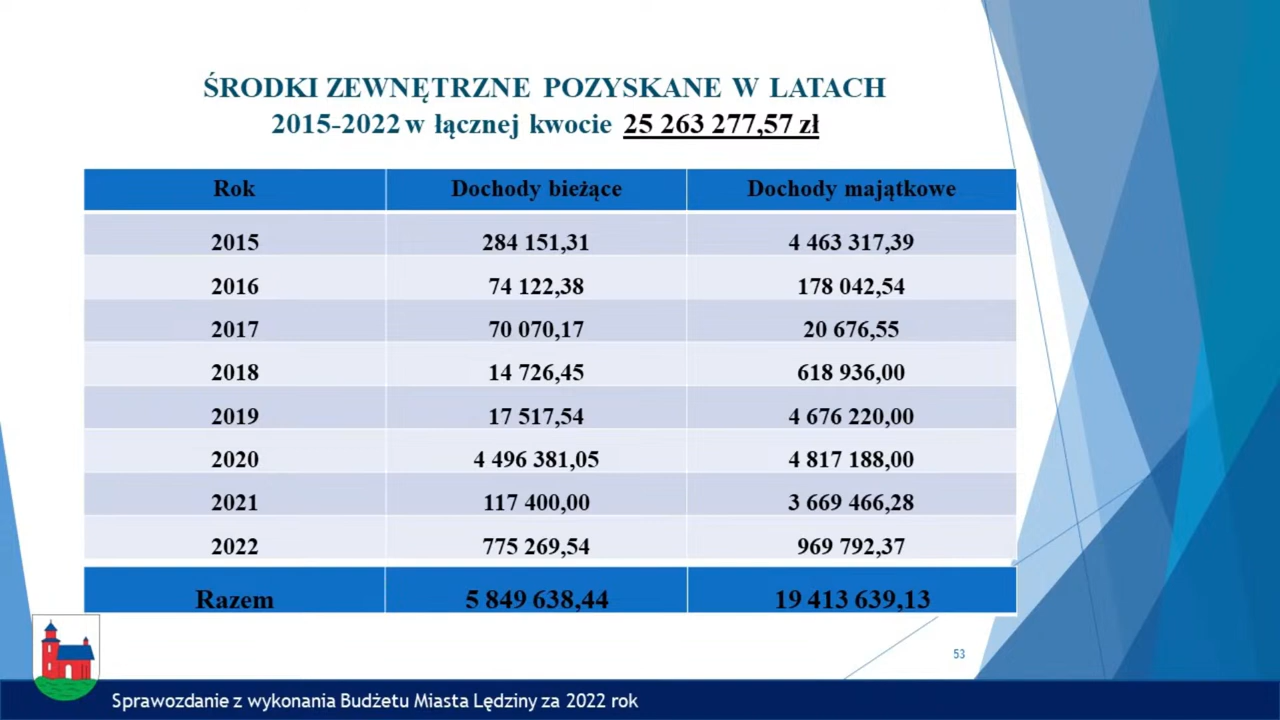 ŚRODKI ZEWNĘTRZNE POZYSKANE W LATACH
2015-2022 w łącznej kwocie 25 263 277,57 zł
Rok Dochody bieżące Dochody majątkowe
2015 284 151,31 4 463 317,39
2016 74 122,38 178 042,54
2017 70 070,17 20 676,55
2018 14 726,45 618 936,00
2019 17 517,54 4 676 220,00
2020 4 496 381,05 4 817 188,00
2021 117 400,00 3 669 466,28
2022 775 269,54 969 792,37
Razem 5 849 638,44 19 413 639,13
53
Sprawozdanie z wykonania Budżetu Miasta Lędziny za 2022 rok